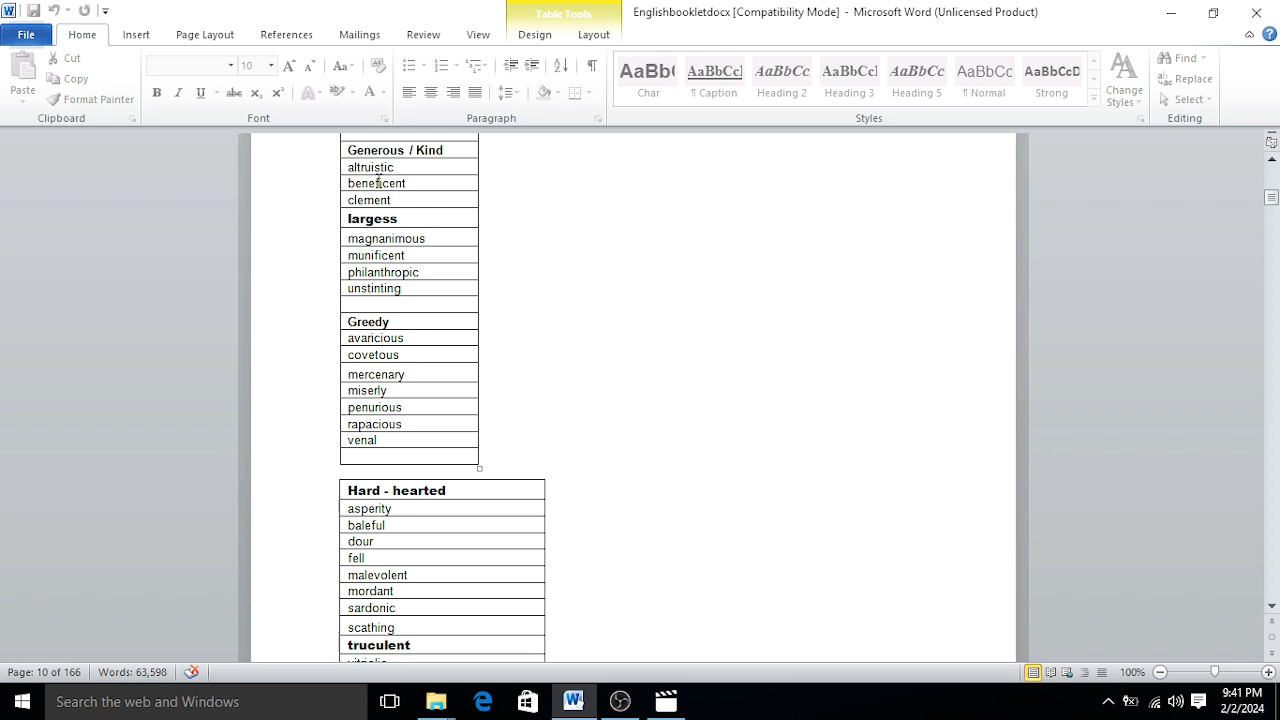 Table Tools
Englishbookletdocx [Compatibility Mode] - Microsoft Word (Unlicensed Product)
File Home Insert Page Layout References Mailings Review View Design Layout
Cut
Copy
Format Painter
Paste
10
Aa
AaBb( AaBbCcI AaBbCc AaBbCcI AaBbCc AaBbCcI AaBbCcD
Char ¶ Caption Heading 2 Heading 3 Heading 5 ¶ Normal Strong
Change
Styles
Find
Replace
Select
Clipboard Font Paragraph Styles Editing
Generous / Kind
altruistic
beneficent
clement
largess
magnanimous
munificent
philanthropic
unstinting
Greedy
avaricious
covetous
mercenary
miserly
penurious
rapacious
venal
Hard - hearted
asperity
baleful
dour
fell
malevolent
mordant
sardonic
scathing
truculent
Page: 10 of 166 Words: 63,598 100%
Search the web and Windows
9:41 PM
2/2/2024